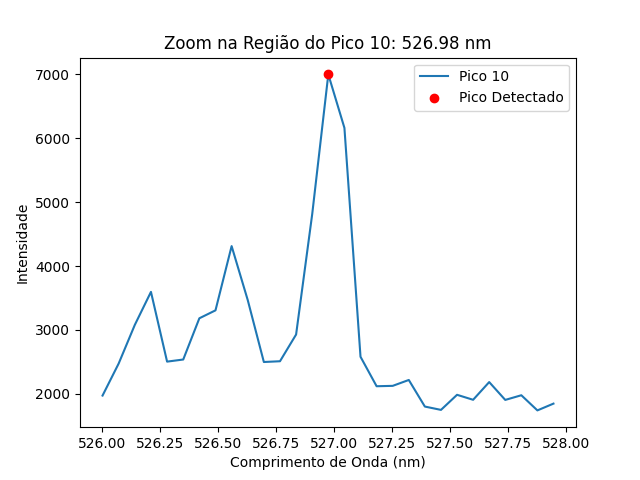 Zoom na Região do Pico 10: 526.98 nm
Pico 10
Pico Detectado
Intensidade
7000
6000
5000
4000
3000
2000
526.00 526.25 526.50 526.75 527.00 527.25 527.50 527.75 528.00
Comprimento de Onda (nm)